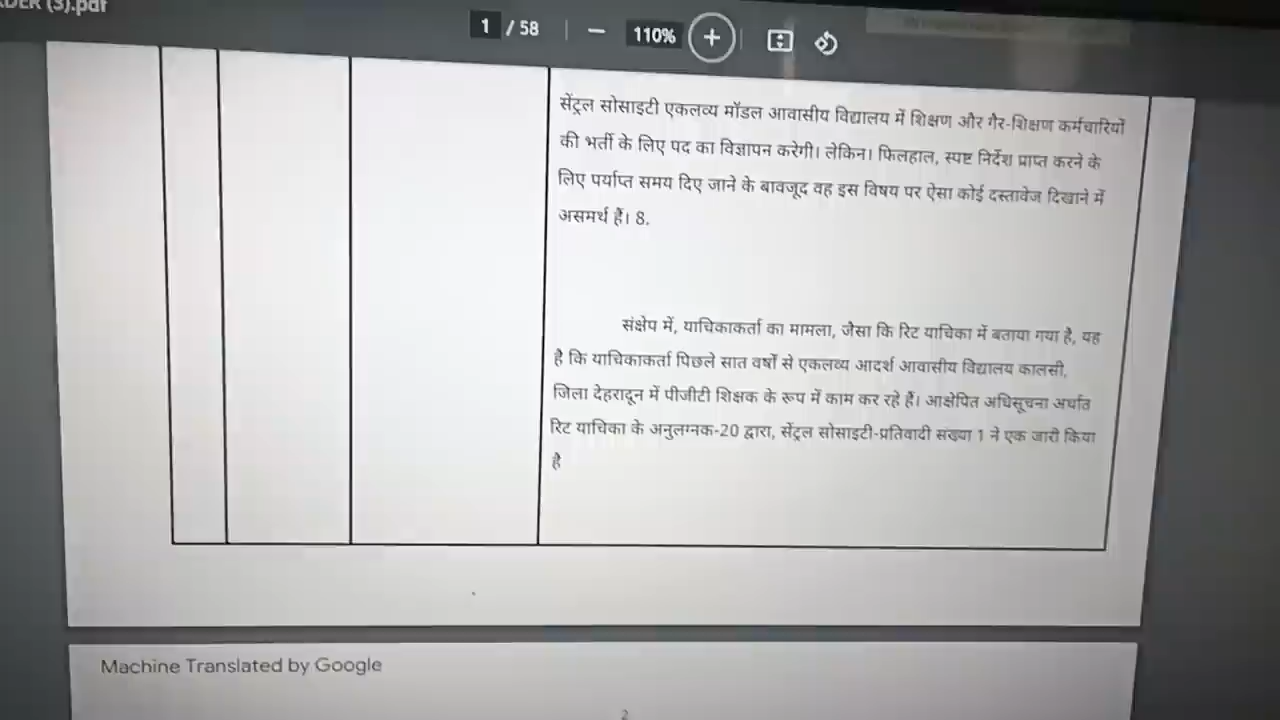 (3).pdf
1 / 58 − 110% +
सेंट्रल सोसाइटी एकलव्य मॉडल आवासीय विद्यालय में शिक्षण और गैर-शिक्षण कर्मचारियों
की भर्ती के लिए पद का विज्ञापन करेगी। लेकिन। फिलहाल, स्पष्ट निर्देश प्राप्त करने के
लिए पर्याप्त समय दिए जाने के बावजूद वह इस विषय पर ऐसा कोई दस्तावेज दिखाने में
असमर्थ हैं। 8.
संक्षेप में, याचिकाकर्ता का मामला, जैसा कि रिट याचिका में बताया गया है, यह
है कि याचिकाकर्ता पिछले सात वर्षों से एकलव्य आदर्श आवासीय विद्यालय कालसी,
जिला देहरादून में पीजीटी शिक्षक के रूप में काम कर रहे हैं। आक्षेपित अधिसूचना अर्थात
रिट याचिका के अनुलग्नक-20 द्वारा, सेंट्रल सोसाइटी-प्रतिवादी संख्या 1 ने एक जारी किया
है
Machine Translated by Google
2